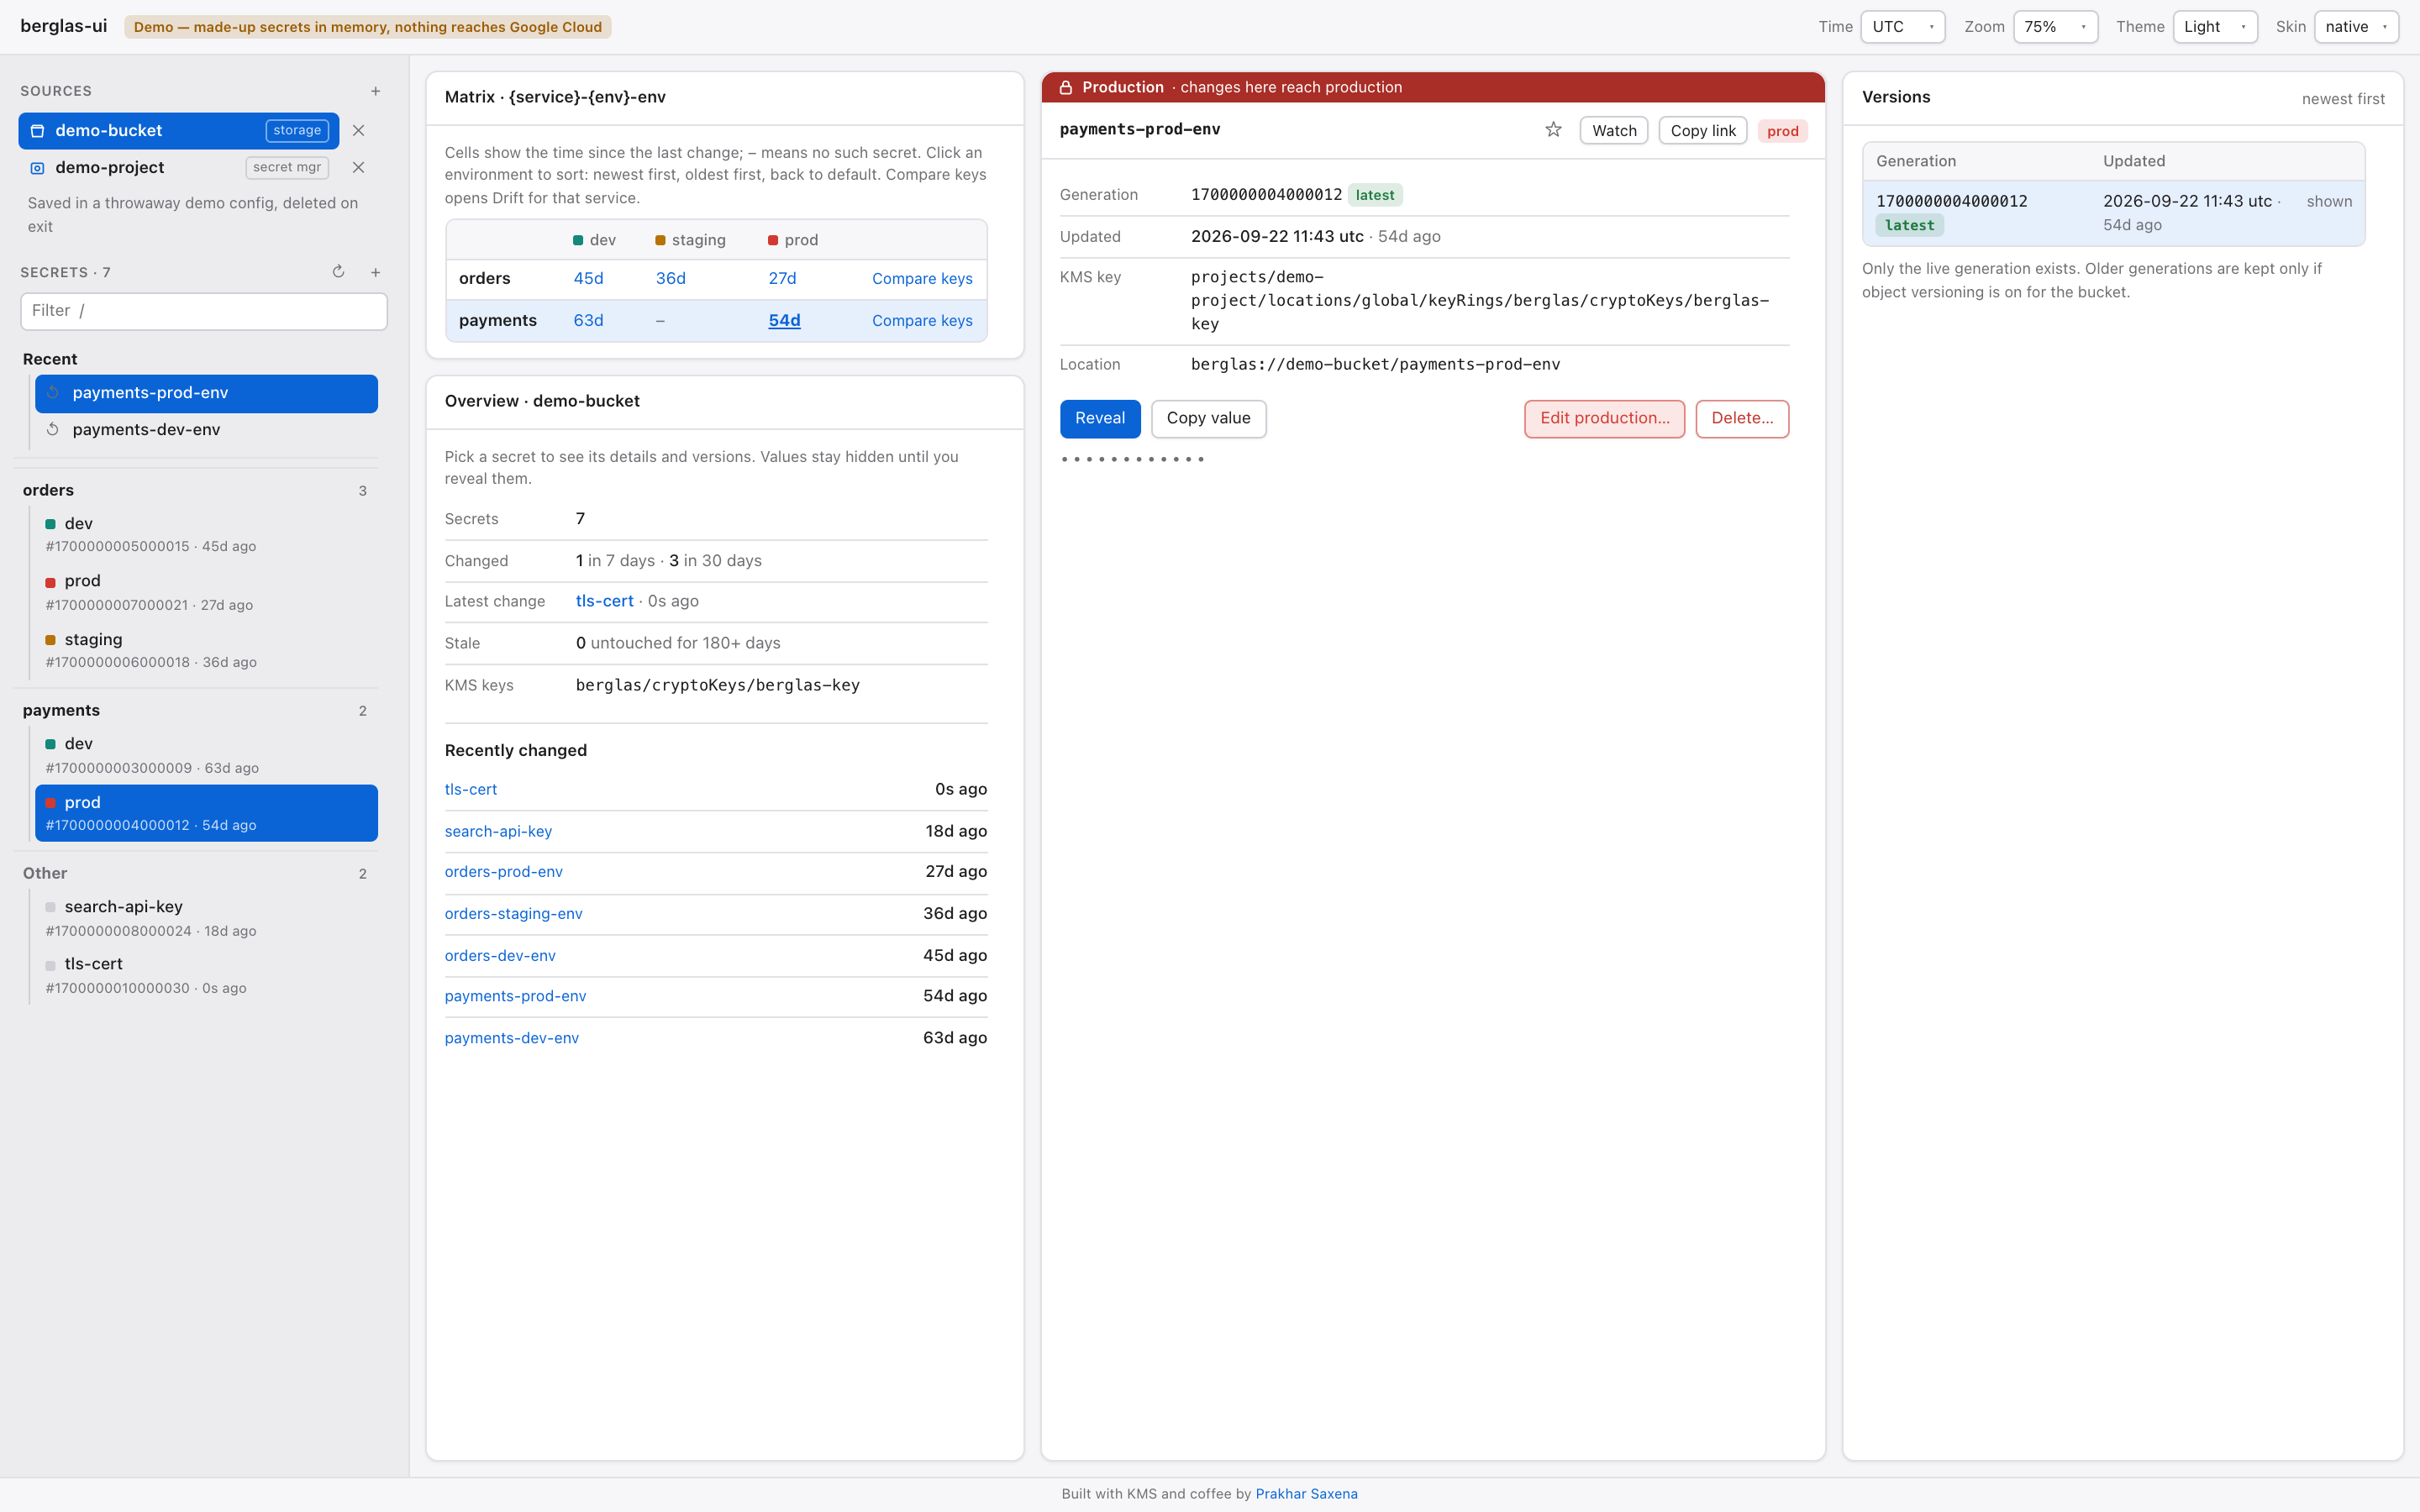 berglas-ui
Demo — made-up secrets in memory, nothing reaches Google Cloud
Time UTC
Zoom 75%
Theme Light
Skin native
SOURCES +
demo-bucket storage
demo-project secret mgr
Saved in a throwaway demo config, deleted on
exit
SECRETS · 7 +
Filter /
Recent
payments-prod-env
payments-dev-env
orders 3
dev
#1700000005000015 · 45d ago
prod
#1700000007000021 · 27d ago
staging
#1700000006000018 · 36d ago
payments 2
dev
#1700000003000009 · 63d ago
prod
#1700000004000012 · 54d ago
Other 2
search-api-key
#1700000008000024 · 18d ago
tls-cert
#1700000010000030 · 0s ago
Matrix · {service}-{env}-env
Cells show the time since the last change; – means no such secret. Click an
environment to sort: newest first, oldest first, back to default. Compare keys
opens Drift for that service.
dev staging prod
orders 45d 36d 27d Compare keys
payments 63d – 54d Compare keys
Overview · demo-bucket
Pick a secret to see its details and versions. Values stay hidden until you
reveal them.
Secrets 7
Changed 1 in 7 days · 3 in 30 days
Latest change tls-cert · 0s ago
Stale 0 untouched for 180+ days
KMS keys berglas/cryptoKeys/berglas-key
Recently changed
tls-cert 0s ago
search-api-key 18d ago
orders-prod-env 27d ago
orders-staging-env 36d ago
orders-dev-env 45d ago
payments-prod-env 54d ago
payments-dev-env 63d ago
Production · changes here reach production
payments-prod-env Watch Copy link prod
Generation 1700000004000012 latest
Updated 2026-09-22 11:43 utc · 54d ago
KMS key projects/demo-
project/locations/global/keyRings/berglas/cryptoKeys/berglas-
key
Location berglas://demo-bucket/payments-prod-env
Reveal Copy value Edit production... Delete...
• • • • • • • • • • • •
Versions newest first
Generation Updated
1700000004000012 2026-09-22 11:43 utc · shown
latest 54d ago
Only the live generation exists. Older generations are kept only if
object versioning is on for the bucket.
Built with KMS and coffee by Prakhar Saxena